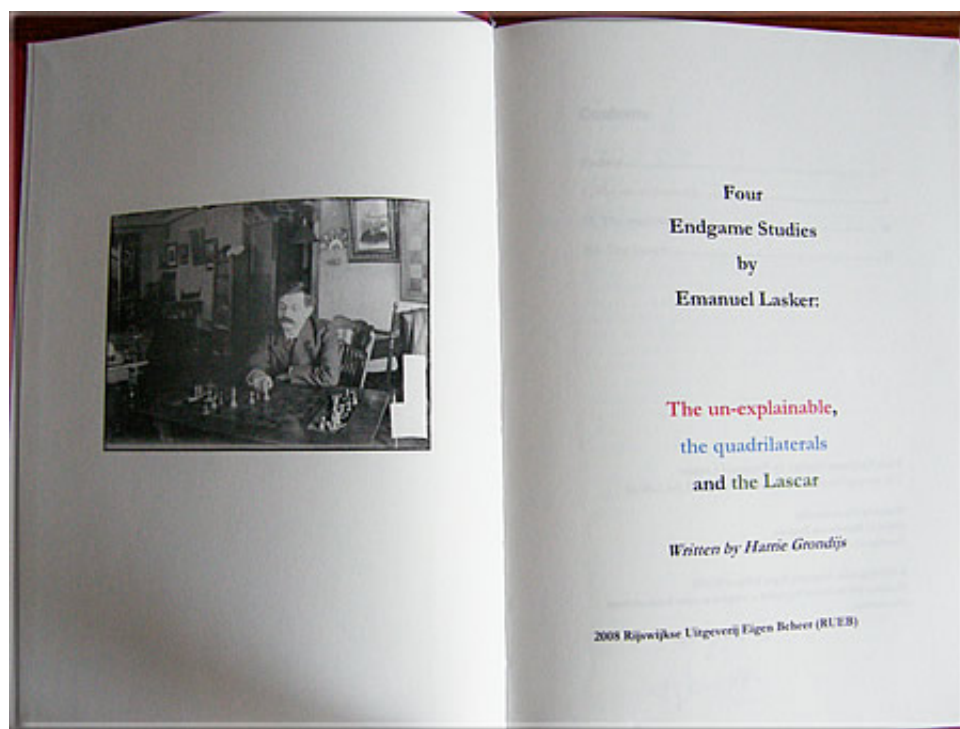 Four
Endgame Studies
by
Emanuel Lasker:
The un-explainable,
the quadrilaterals
and the Lascar
Written by Harrie Grondijs
2008 Rijswijkse Uitgeverij Eigen Beheer (RUEB)